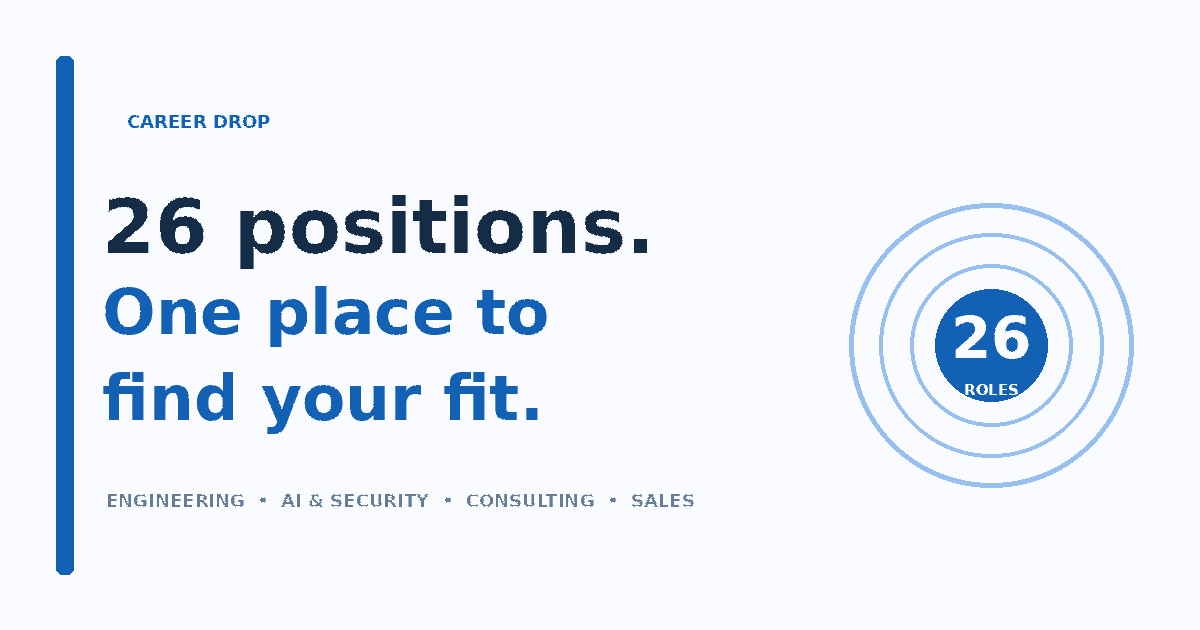 CAREER DROP
26 positions.
One place to
find your fit.
ENGINEERING • AI & SECURITY • CONSULTING • SALES
26
ROLES